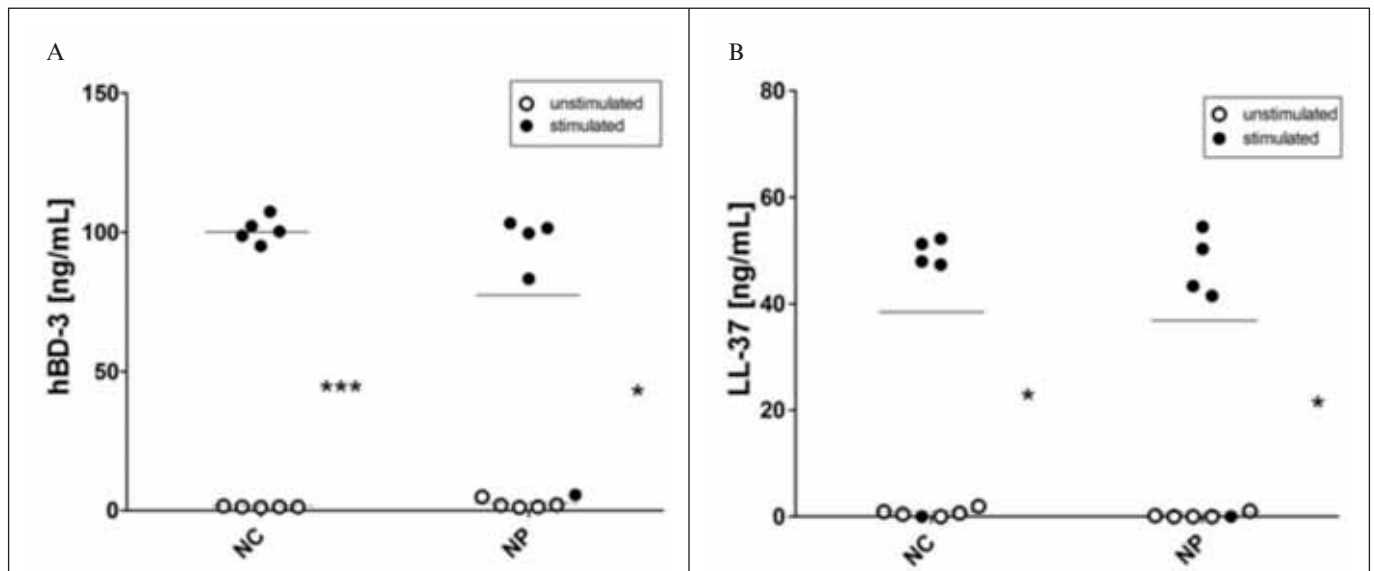 A
150
100
50
0
hBD-3 [ng/mL]
unstimulated
stimulated
***
*
NC
NP
B
80
60
40
20
0
LL-37 [ng/mL]
unstimulated
stimulated
*
*
NC
NP